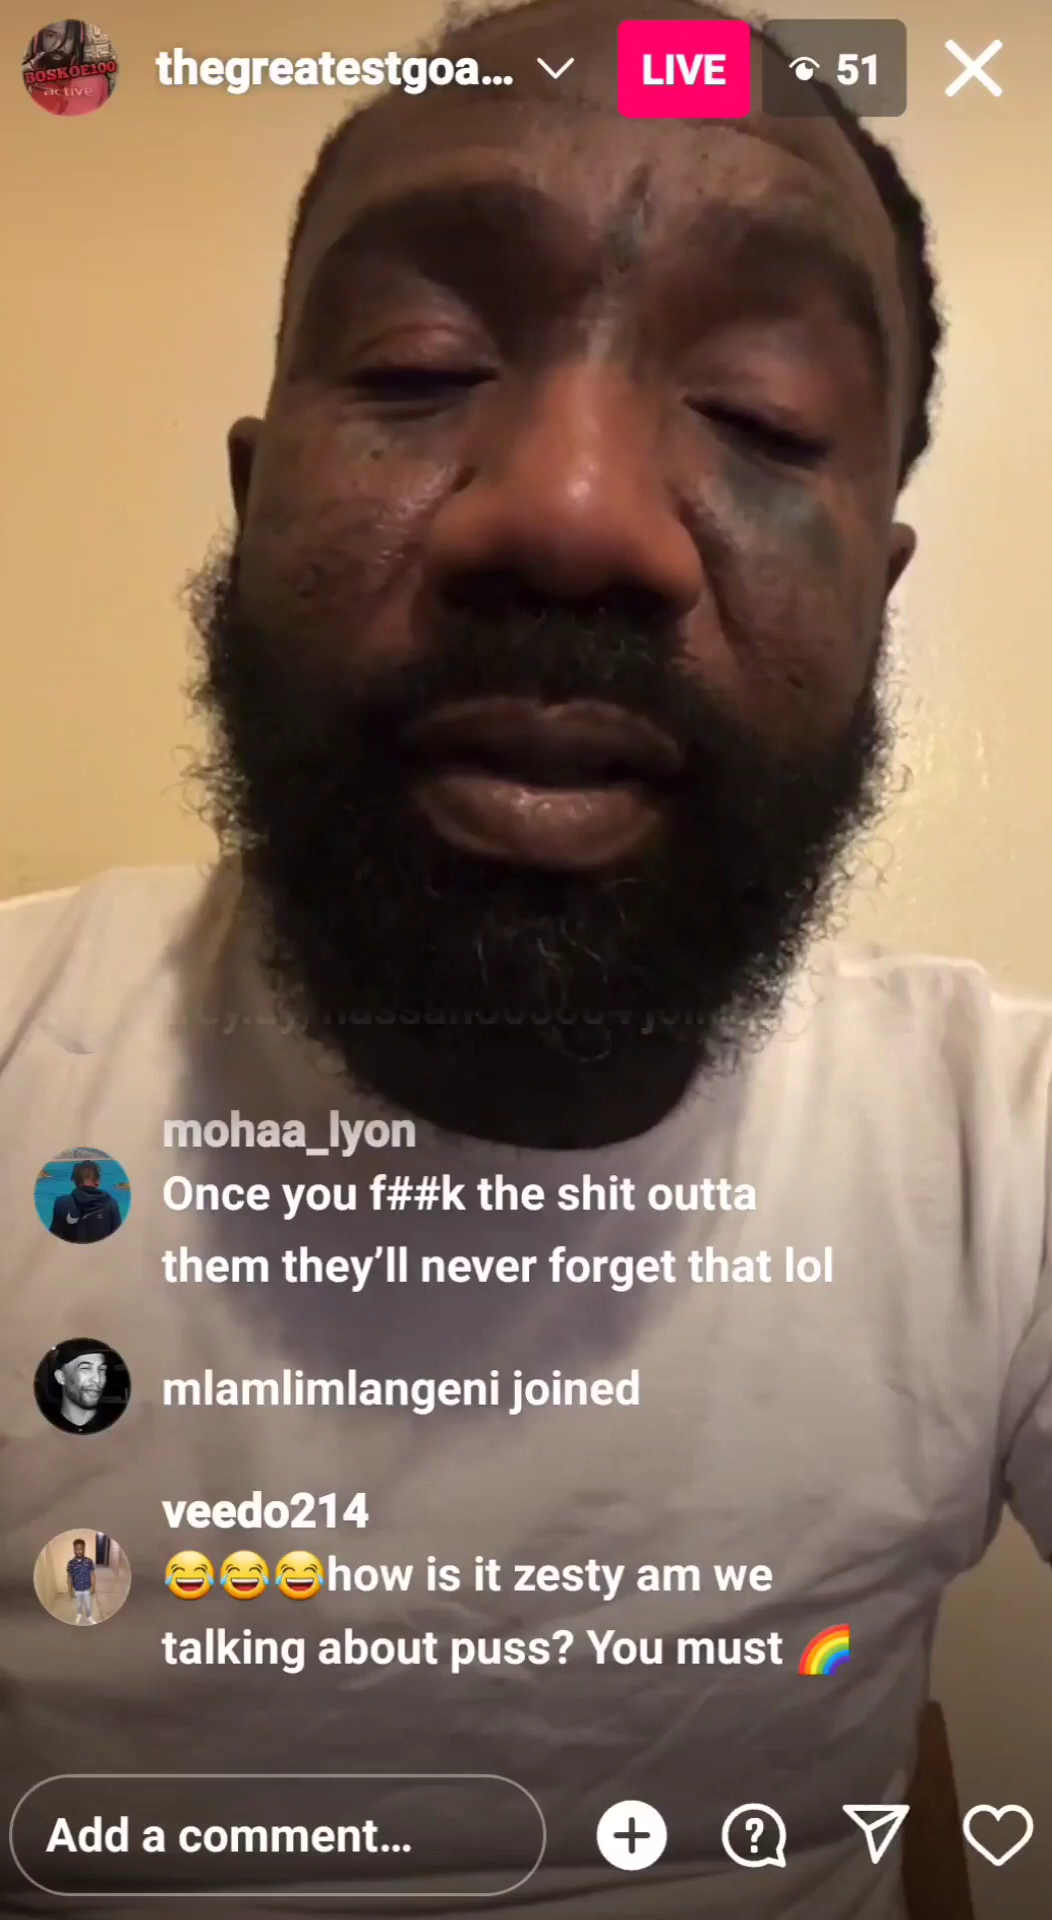 BOSKOE100
active
thegreatestgoa...
LIVE
51
mohaa_lyon
Once you f##k the shit outta
them they’ll never forget that lol
mlamlimlangeni joined
veedo214
😂😂😂how is it zesty am we
talking about puss? You must 🌈
Add a comment...